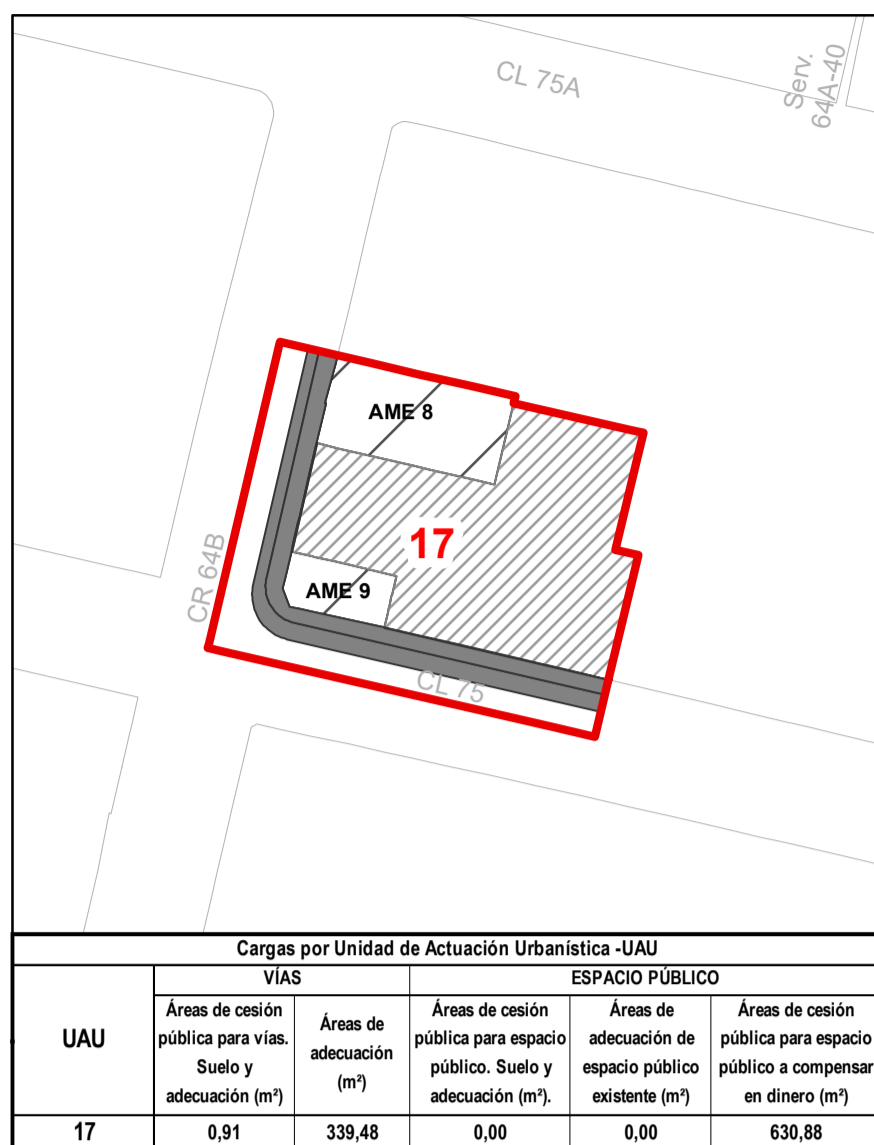 CL 75A
Serv.
64A-40
AME 8
17
CR 64B
AME 9
CL 75
Cargas por Unidad de Actuación Urbanística -UAU
UAU
VÍAS
ESPACIO PÚBLICO
Áreas de cesión
pública para vías.
Suelo y
adecuación (m²)
Áreas de
adecuación
(m²)
Áreas de cesión
pública para espacio
público. Suelo y
adecuación (m²).
Áreas de
adecuación de
espacio público
existente (m²)
Áreas de cesión
pública para espacio
público a compensar
en dinero (m²)
17 0,91 339,48 0,00 0,00 630,88